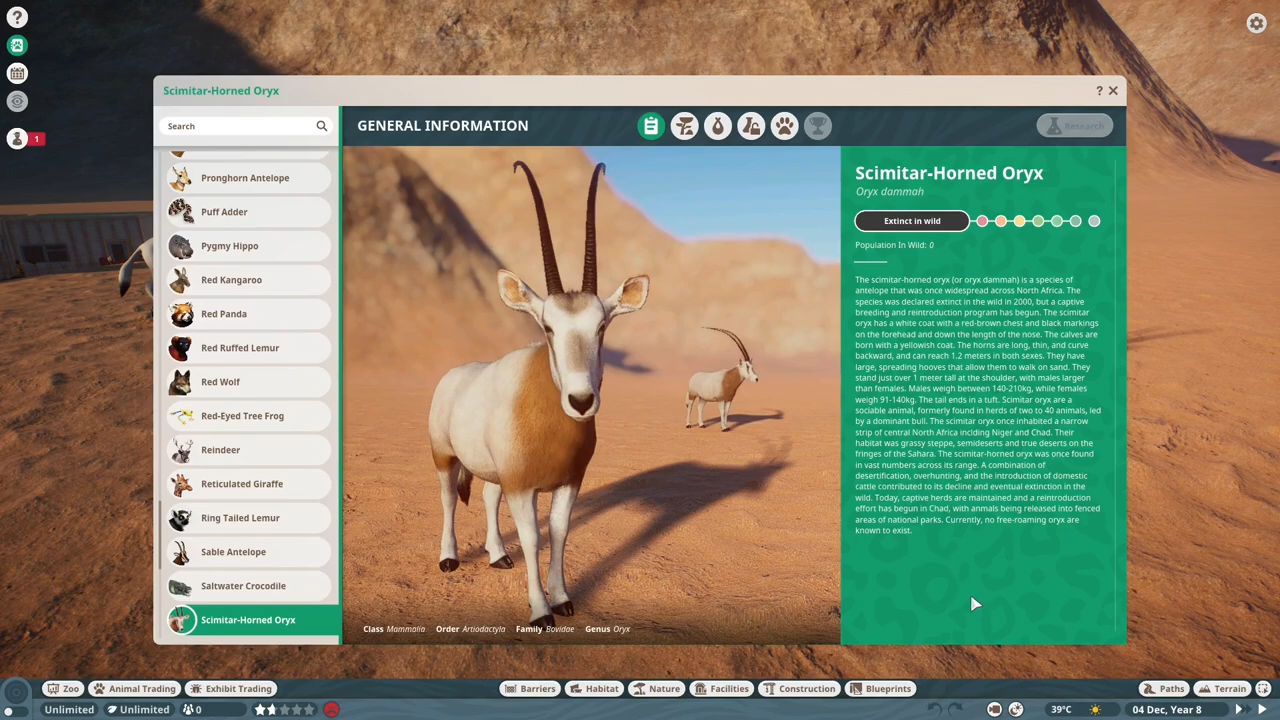 ?
1
Scimitar-Horned Oryx
?
Search
GENERAL INFORMATION
Research
Pronghorn Antelope
Puff Adder
Pygmy Hippo
Red Kangaroo
Red Panda
Red Ruffed Lemur
Red Wolf
Red-Eyed Tree Frog
Reindeer
Reticulated Giraffe
Ring Tailed Lemur
Sable Antelope
Saltwater Crocodile
Scimitar-Horned Oryx
Class Mammalia Order Artiodactyla Family Bovidae Genus Oryx
Scimitar-Horned Oryx
Oryx dammah
Extinct in wild
Population In Wild: 0
The scimitar-horned oryx (or oryx dammah) is a species of
antelope that was once widespread across North Africa. The
species was declared extinct in the wild in 2000, but a captive
breeding and reintroduction program has begun. The scimitar
oryx has a white coat with a red-brown chest and black markings
on the forehead and down the length of the nose. The calves are
born with a yellowish coat. The horns are long, thin, and curve
backward, and can reach 1.2 meters in both sexes. They have
large, spreading hooves that allow them to walk on sand. They
stand just over 1 meter tall at the shoulder, with males larger
than females. Males weigh between 140-210kg, while females
weigh 91-140kg. The tail ends in a tuft. Scimitar oryx are a
sociable animal, formerly found in herds of two to 40 animals, led
by a dominant bull. The scimitar oryx once inhabited a narrow
strip of central North Africa inclding Niger and Chad. Their
habitat was grassy steppe, semideserts and true deserts on the
fringes of the Sahara. The scimitar-horned oryx was once found
in vast numbers across its range. A combination of
desertification, overhunting, and the introduction of domestic
cattle contributed to its decline and eventual extinction in the
wild. Today, captive herds are maintained and a reintroduction
effort has begun in Chad, with anmals being released into fenced
areas of national parks. Currently, no free-roaming oryx are
known to exist.
Zoo
Animal Trading
Exhibit Trading
Barriers
Habitat
Nature
Facilities
Construction
Blueprints
Paths
Terrain
Unlimited
Unlimited
0
39°C
04 Dec, Year 8